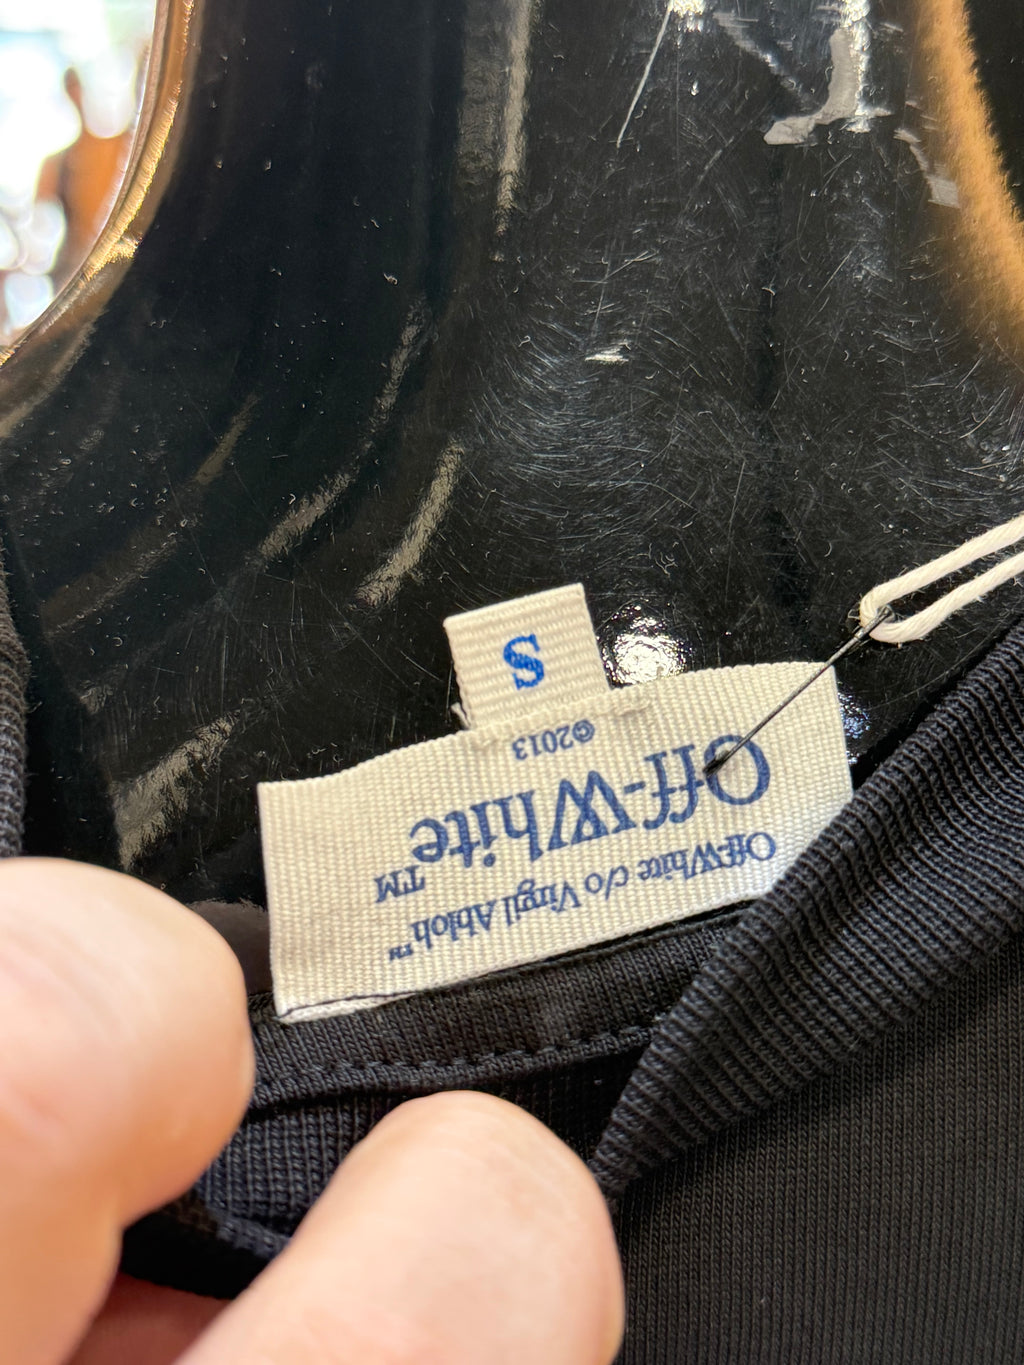 Off-White c/o Virgil Abloh™
Off-White™
©2013
S